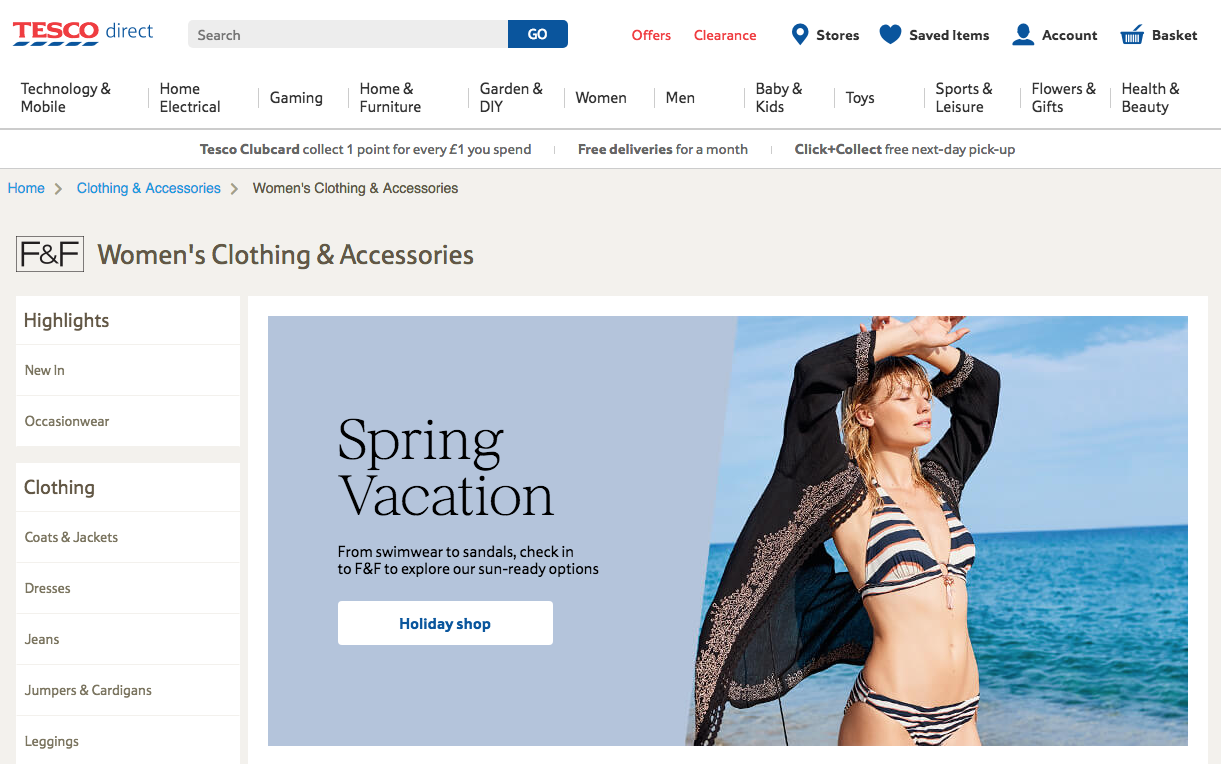 TESCO direct
Search
GO
Offers
Clearance
Stores
Saved Items
Account
Basket
Technology &
Mobile
Home
Electrical
Gaming
Home &
Furniture
Garden &
DIY
Women
Men
Baby &
Kids
Toys
Sports &
Leisure
Flowers &
Gifts
Health &
Beauty
Tesco Clubcard collect 1 point for every £1 you spend
Free deliveries for a month
Click+Collect free next-day pick-up
Home
Clothing & Accessories
Women's Clothing & Accessories
F&F Women's Clothing & Accessories
Highlights
New In
Occasionwear
Clothing
Coats & Jackets
Dresses
Jeans
Jumpers & Cardigans
Leggings
Spring
Vacation
From swimwear to sandals, check in
to F&F to explore our sun-ready options
Holiday shop